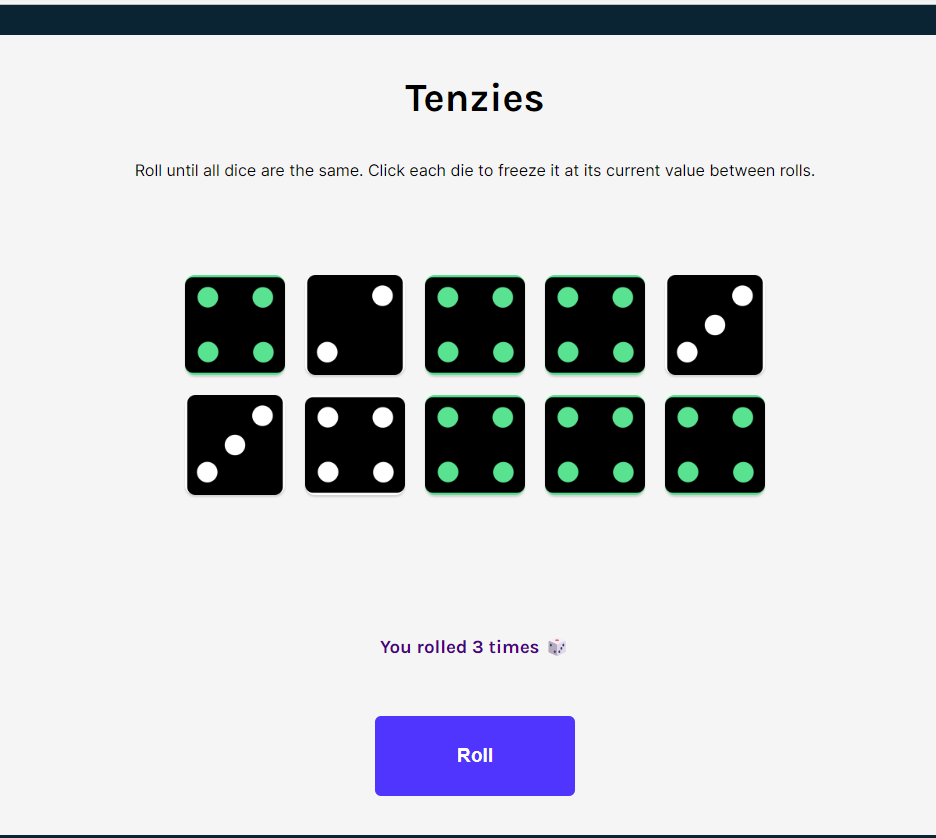 Tenzies
Roll until all dice are the same. Click each die to freeze it at its current value between rolls.
You rolled 3 times 🎲
Roll